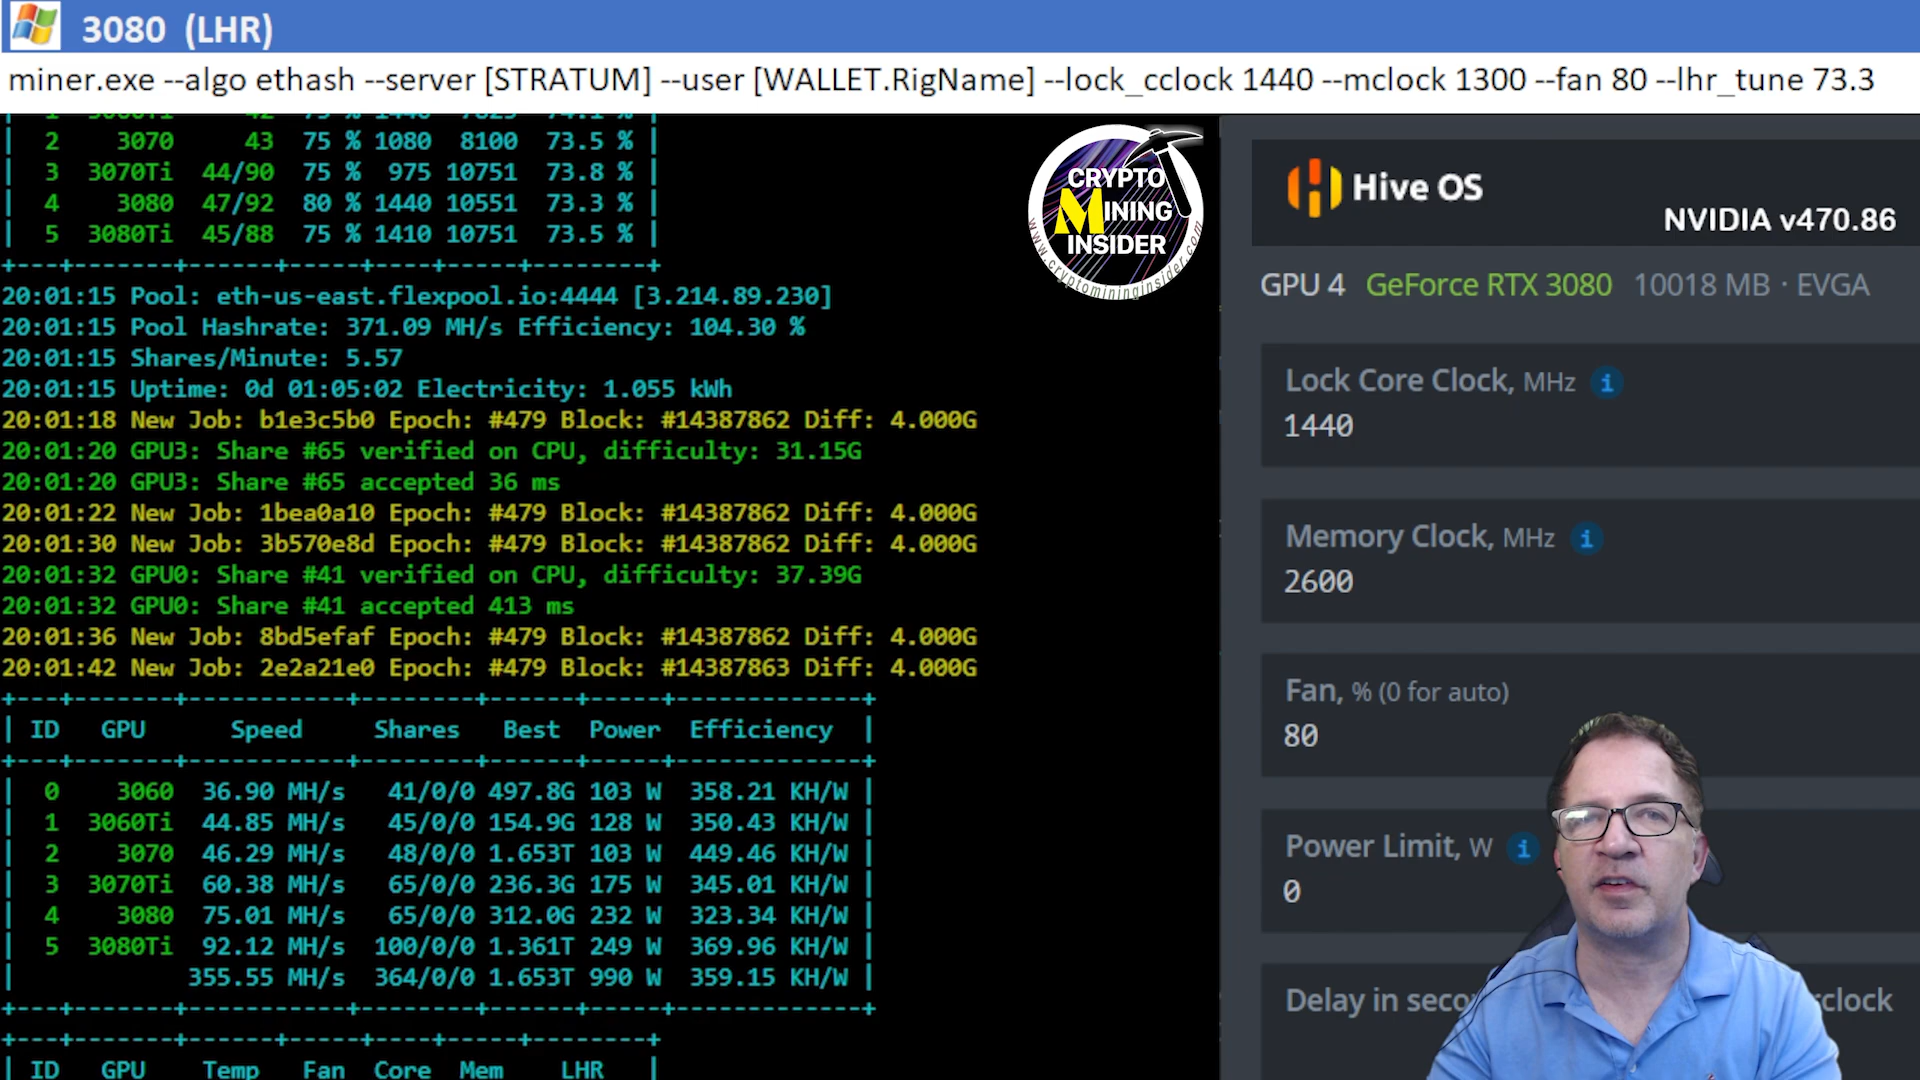 3080 (LHR)
miner.exe --algo ethash --server [STRATUM] --user [WALLET.RigName] --lock_cclock 1440 --mclock 1300 --fan 80 --lhr_tune 73.3
| 2 3070 43 75 % 1080 8100 73.5 % |
| 3 3070Ti 44/90 75 % 975 10751 73.8 % |
| 4 3080 47/92 80 % 1440 10551 73.3 % |
| 5 3080Ti 45/88 75 % 1410 10751 73.5 % |
20:01:15 Pool: eth-us-east.flexpool.io:4444 [3.214.89.230]
20:01:15 Pool Hashrate: 371.09 MH/s Efficiency: 104.30 %
20:01:15 Shares/Minute: 5.57
20:01:15 Uptime: 0d 01:05:02 Electricity: 1.055 kWh
20:01:18 New Job: b1e3c5b0 Epoch: #479 Block: #14387862 Diff: 4.000G
20:01:20 GPU3: Share #65 verified on CPU, difficulty: 31.15G
20:01:20 GPU3: Share #65 accepted 36 ms
20:01:22 New Job: 1bea0a10 Epoch: #479 Block: #14387862 Diff: 4.000G
20:01:30 New Job: 3b570e8d Epoch: #479 Block: #14387862 Diff: 4.000G
20:01:32 GPU0: Share #41 verified on CPU, difficulty: 37.39G
20:01:32 GPU0: Share #41 accepted 413 ms
20:01:36 New Job: 8bd5efaf Epoch: #479 Block: #14387862 Diff: 4.000G
20:01:42 New Job: 2e2a21e0 Epoch: #479 Block: #14387863 Diff: 4.000G
| ID GPU Speed Shares Best Power Efficiency |
| 0 3060 36.90 MH/s 41/0/0 497.8G 103 W 358.21 KH/W |
| 1 3060Ti 44.85 MH/s 45/0/0 154.9G 128 W 350.43 KH/W |
| 2 3070 46.29 MH/s 48/0/0 1.653T 103 W 449.46 KH/W |
| 3 3070Ti 60.38 MH/s 65/0/0 236.3G 175 W 345.01 KH/W |
| 4 3080 75.01 MH/s 65/0/0 312.0G 232 W 323.34 KH/W |
| 5 3080Ti 92.12 MH/s 100/0/0 1.361T 249 W 369.96 KH/W |
| 355.55 MH/s 364/0/0 1.653T 990 W 359.15 KH/W |
| ID GPU Temp Fan Core Mem LHR |
CRYPTO
MINING
INSIDER
www.cryptomininginsider.com
Hive OS
NVIDIA v470.86
GPU 4 GeForce RTX 3080 10018 MB · EVGA
Lock Core Clock, MHz i
1440
Memory Clock, MHz i
2600
Fan, % (0 for auto)
80
Power Limit, W i
0
Delay in